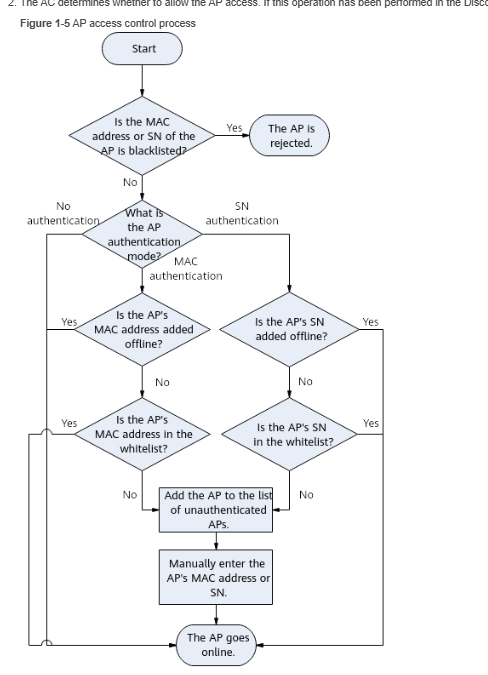 2. The AC determines whether to allow the AP access. If this operation has been performed in the Disco
Figure 1-5 AP access control process
Start
Is the MAC
address or SN of the
AP is blacklisted?
Yes
The AP is
rejected.
No
No
authentication
What is
the AP
authentication
mode?
SN
authentication
MAC
authentication
Yes
Is the AP's
MAC address added
offline?
Is the AP's SN
added offline?
Yes
No
No
Yes
Is the AP's
MAC address in the
whitelist?
Is the AP's SN
in the whitelist?
Yes
No
Add the AP to the list
of unauthenticated
APs.
No
Manually enter the
AP's MAC address or
SN.
The AP goes
online.